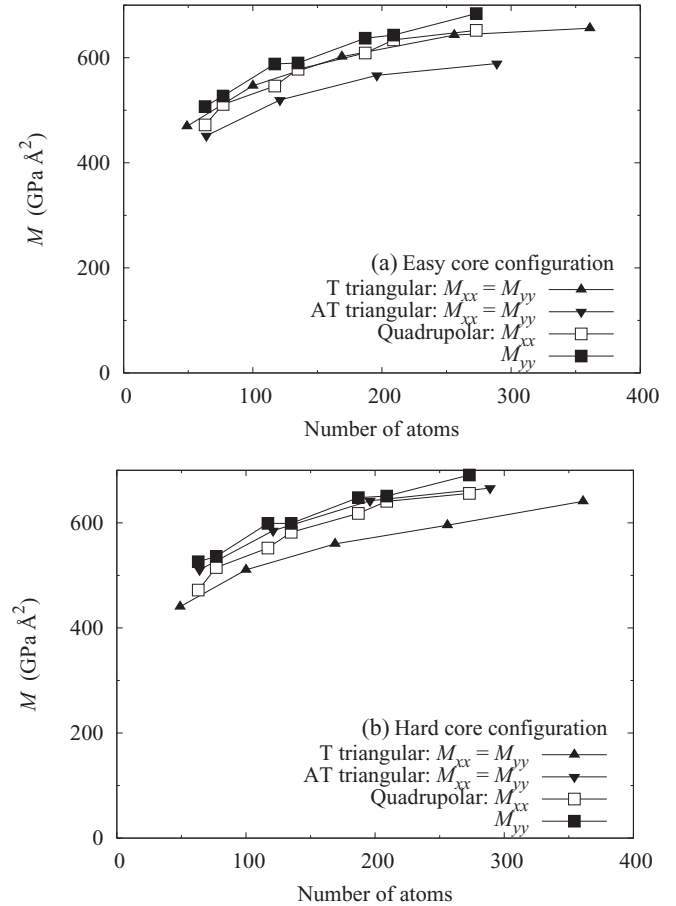 600
400
200
0
0 100 200 300 400
M (GPa Å²)
Number of atoms
(a) Easy core configuration
T triangular: Mxx = Myy
AT triangular: Mxx = Myy
Quadrupolar: Mxx
Myy
600
400
200
0
0 100 200 300 400
M (GPa Å²)
Number of atoms
(b) Hard core configuration
T triangular: Mxx = Myy
AT triangular: Mxx = Myy
Quadrupolar: Mxx
Myy